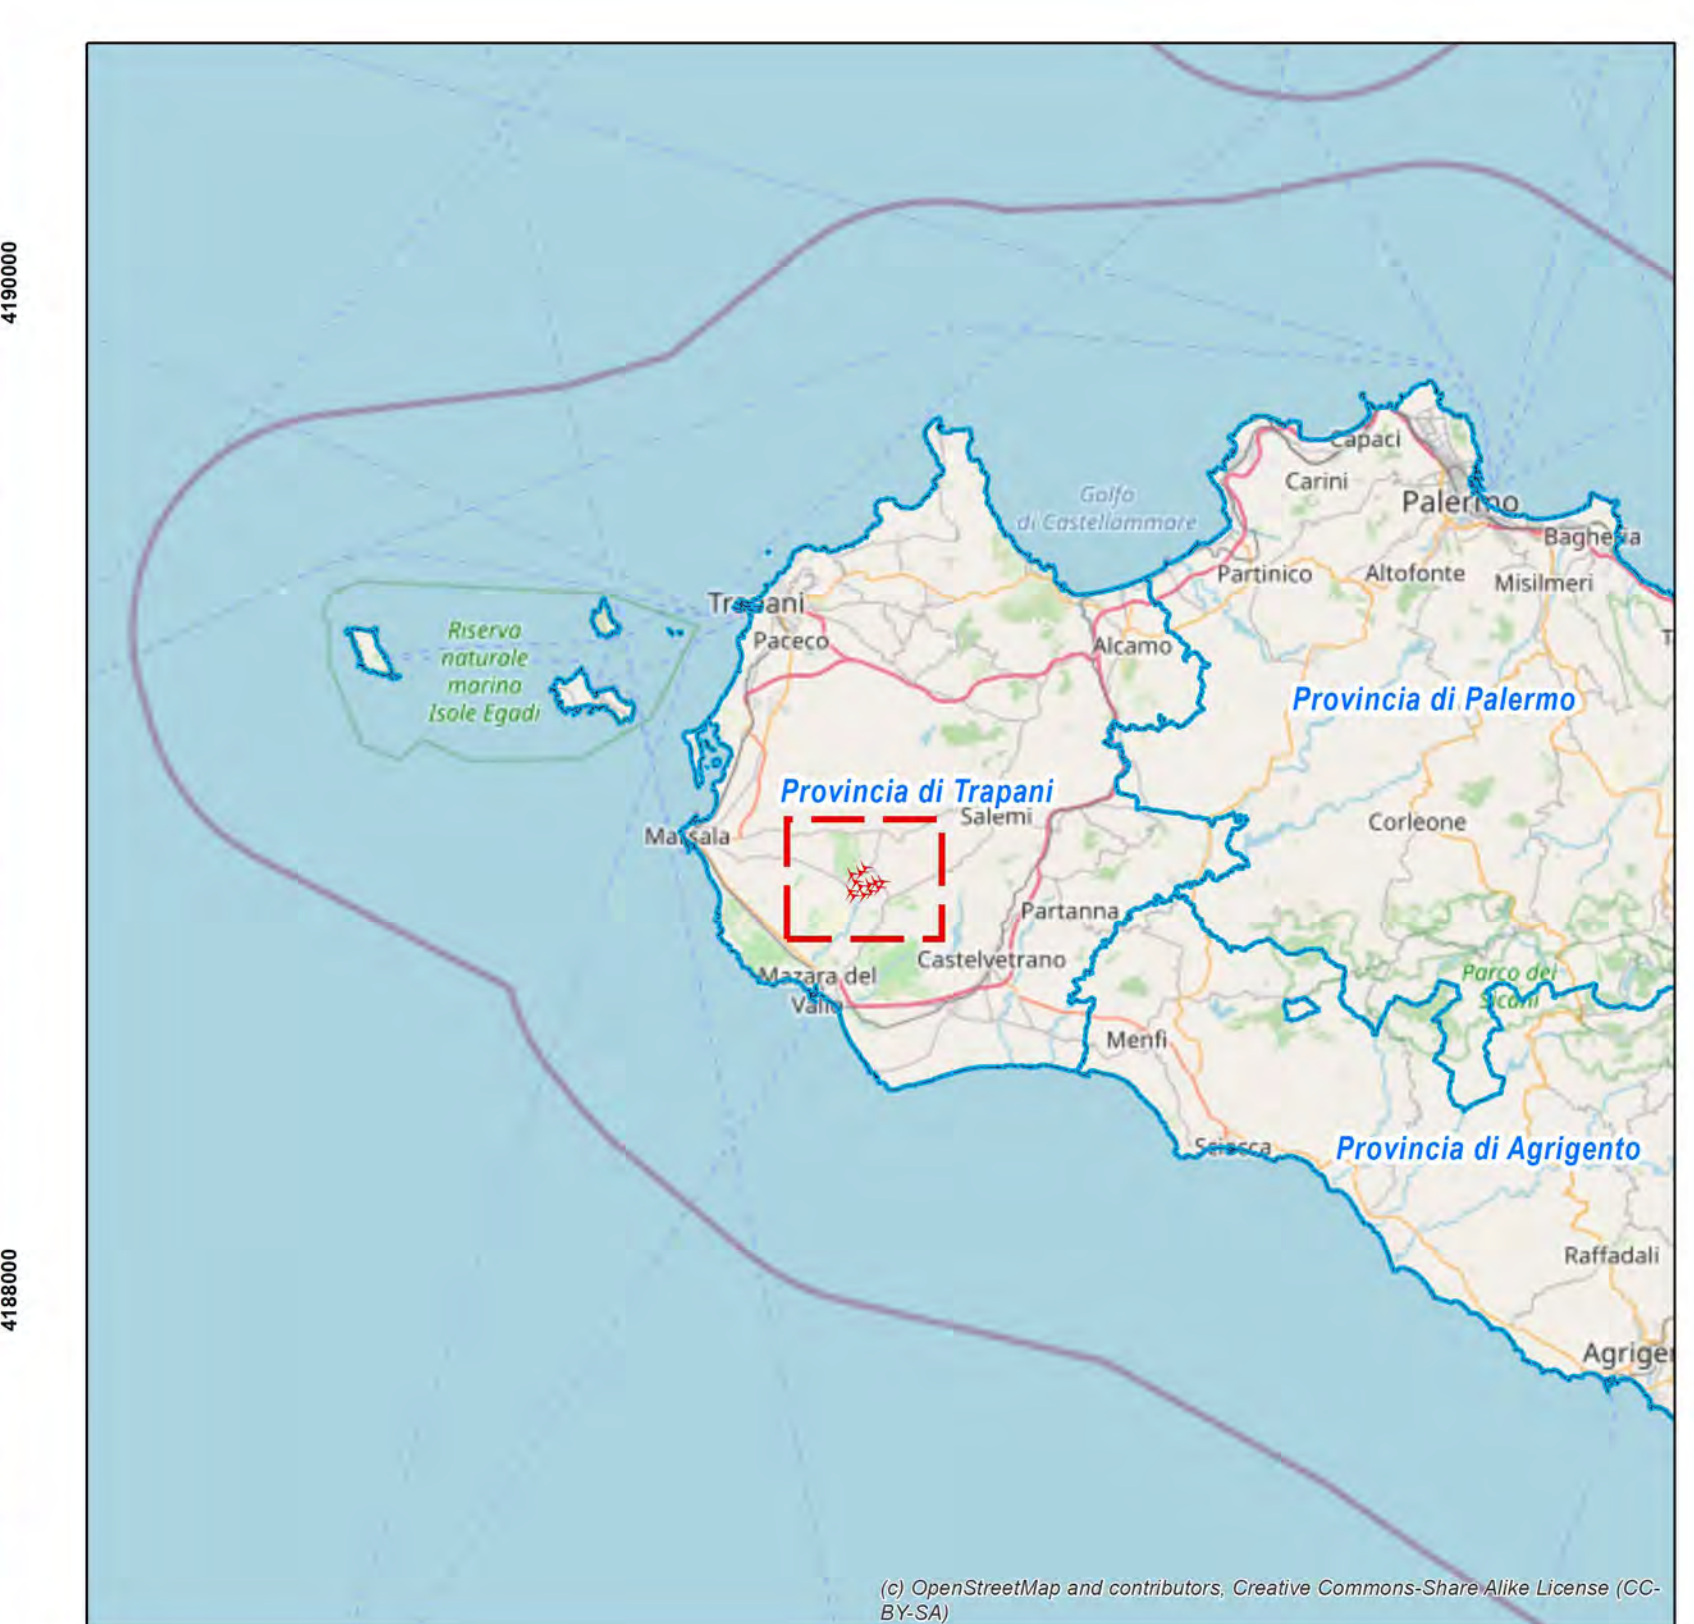 4190000
4188000
Capaci
Carini
Palermo
Golfo
di Castellammare
Bagheria
Partinico
Altofonte
Misilmeri
Trapani
Paceco
Alcamo
Riserva
naturale
marina
Isole Egadi
Provincia di Palermo
Provincia di Trapani
Salemi
Marsala
Corleone
Partanna
Castelvetrano
Mazara del
Vallo
Parco dei
Sicani
Menfi
Sciacca
Provincia di Agrigento
Raffadali
Agrige
(c) OpenStreetMap and contributors, Creative Commons-Share Alike License (CC-
BY-SA)